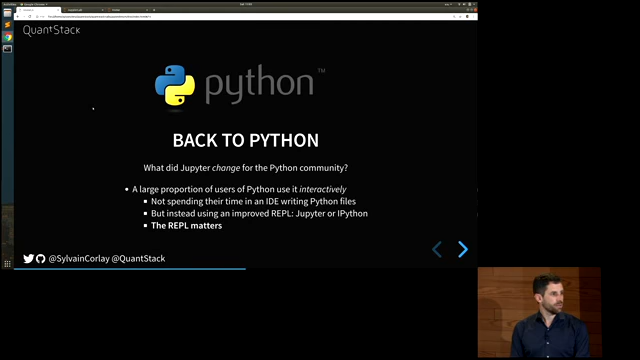 QuantStack
python™
BACK TO PYTHON
What did Jupyter change for the Python community?
• A large proportion of users of Python use it interactively
▪ Not spending their time in an IDE writing Python files
▪ But instead using an improved REPL: Jupyter or IPython
▪ The REPL matters
@SylvainCorlay @QuantStack